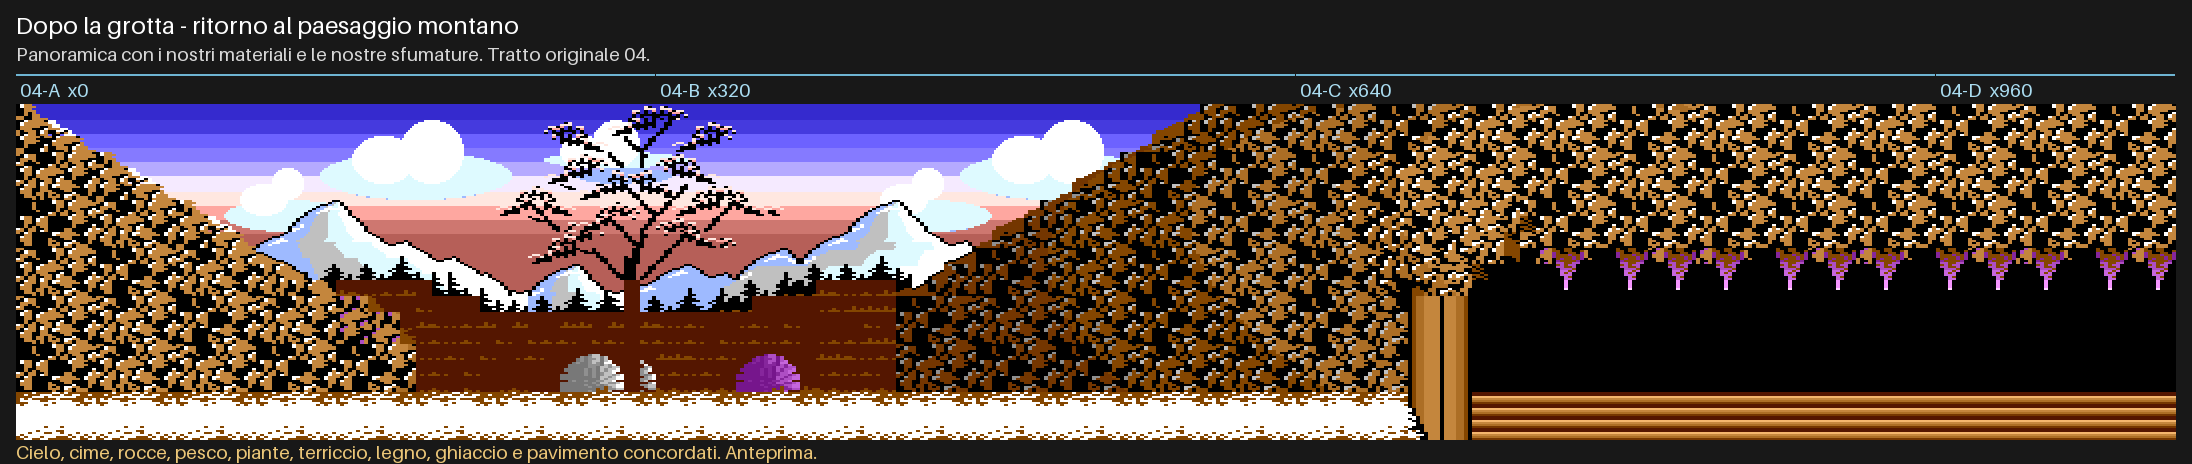 Dopo la grotta - ritorno al paesaggio montano
Panoramica con i nostri materiali e le nostre sfumature. Tratto originale 04.
04-A x0 04-B x320 04-C x640 04-D x960
Cielo, cime, rocce, pesco, piante, terriccio, legno, ghiaccio e pavimento concordati. Anteprima.